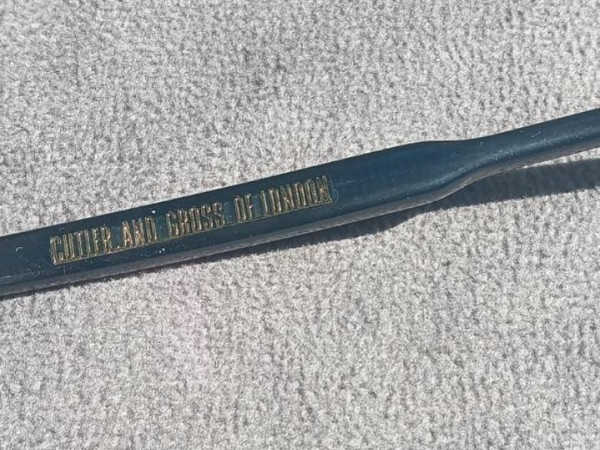 CUTLER AND GROSS OF LONDON